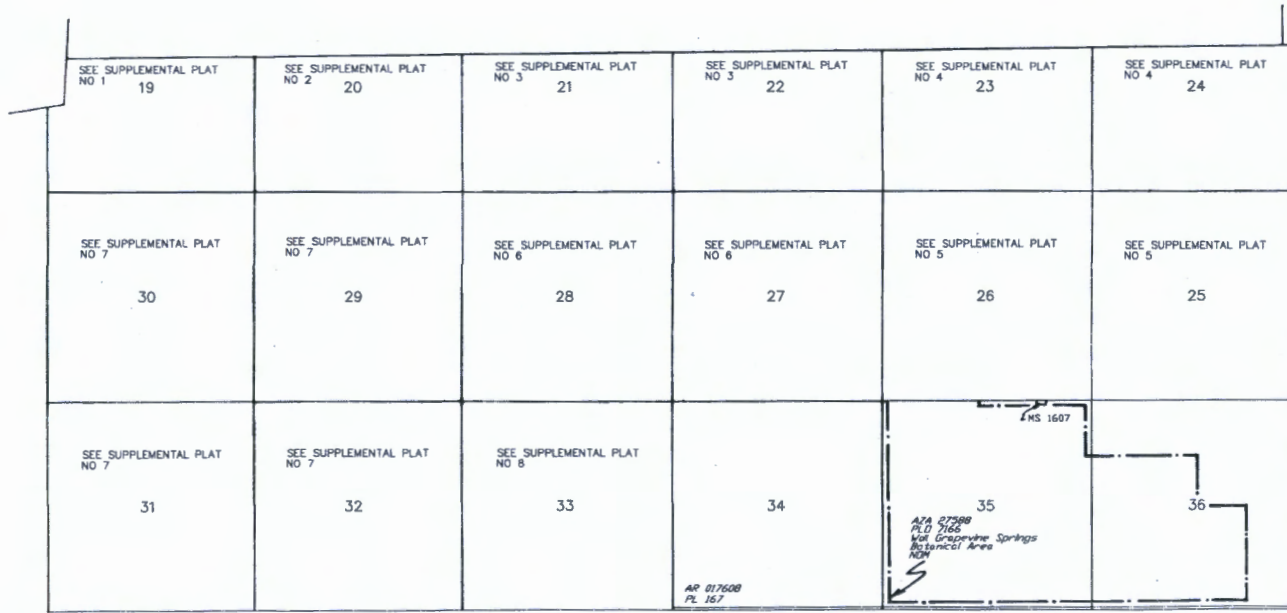 SEE SUPPLEMENTAL PLAT
NO 1
19
SEE SUPPLEMENTAL PLAT
NO 2
20
SEE SUPPLEMENTAL PLAT
NO 3
21
SEE SUPPLEMENTAL PLAT
NO 3
22
SEE SUPPLEMENTAL PLAT
NO 4
23
SEE SUPPLEMENTAL PLAT
NO 4
24
SEE SUPPLEMENTAL PLAT
NO 7
30
SEE SUPPLEMENTAL PLAT
NO 7
29
SEE SUPPLEMENTAL PLAT
NO 6
28
SEE SUPPLEMENTAL PLAT
NO 6
27
SEE SUPPLEMENTAL PLAT
NO 5
26
SEE SUPPLEMENTAL PLAT
NO 5
25
SEE SUPPLEMENTAL PLAT
NO 7
31
SEE SUPPLEMENTAL PLAT
NO 7
32
SEE SUPPLEMENTAL PLAT
NO 8
33
34
AR 017608
PL 167
MS 1607
35
AZA 27588
PLO 7166
Wdl Grapevine Springs
Botanical Area
NDM
36